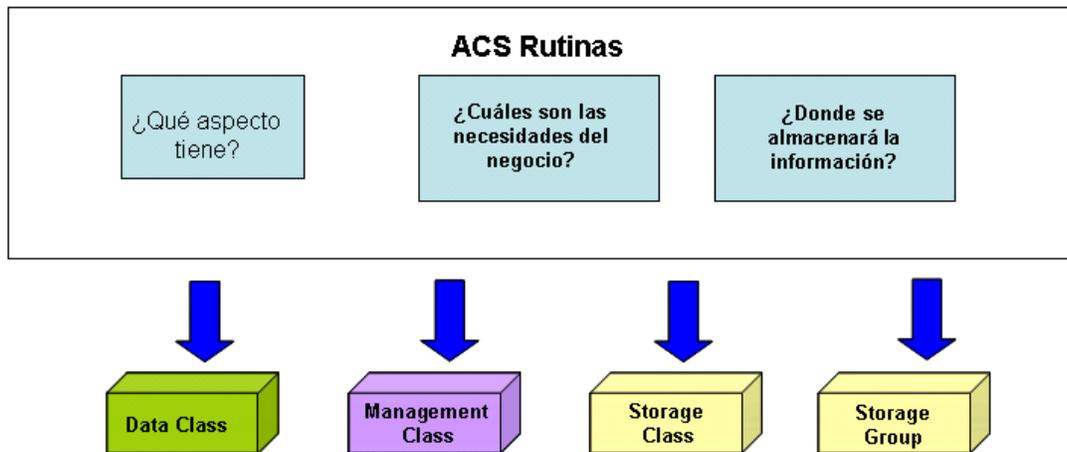 ACS Rutinas
¿Qué aspecto
tiene?
¿Cuáles son las
necesidades del
negocio?
¿Donde se
almacenará la
información?
Data Class
Management
Class
Storage
Class
Storage
Group